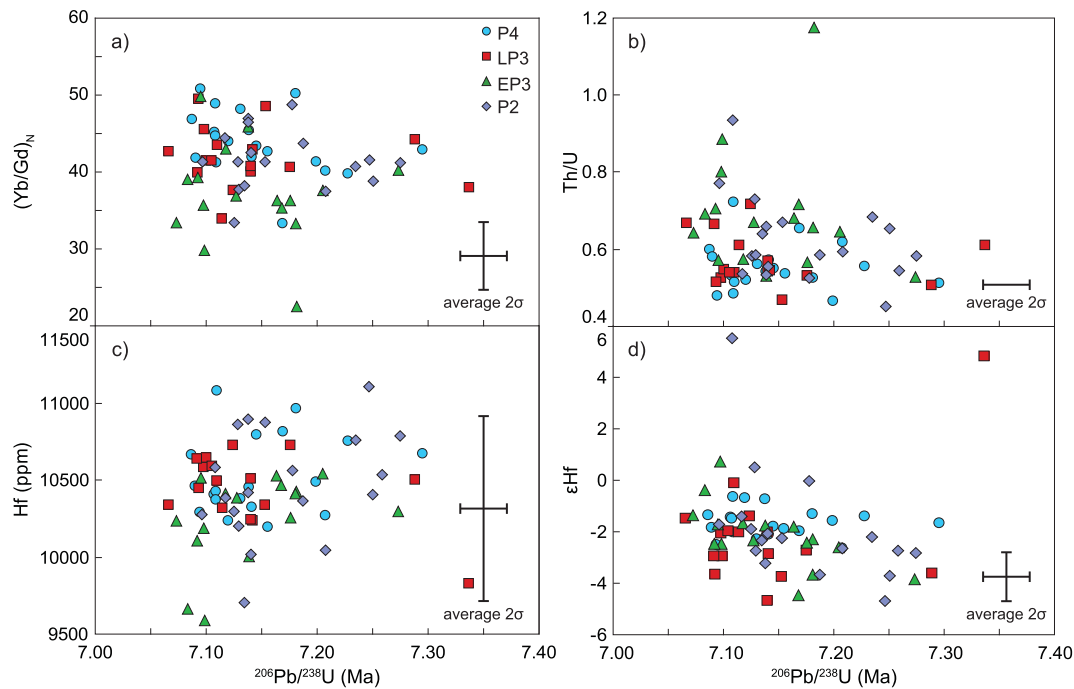 a)
P4
LP3
EP3
P2
60
50
40
30
20
(Yb/Gd)N
average 2σ
b)
1.2
1.0
0.8
0.6
0.4
Th/U
average 2σ
c)
11500
11000
10500
10000
9500
Hf (ppm)
average 2σ
7.00 7.10 7.20 7.30 7.40
206Pb/238U (Ma)
d)
6
4
2
0
-2
-4
-6
εHf
average 2σ
7.00 7.10 7.20 7.30 7.40
206Pb/238U (Ma)